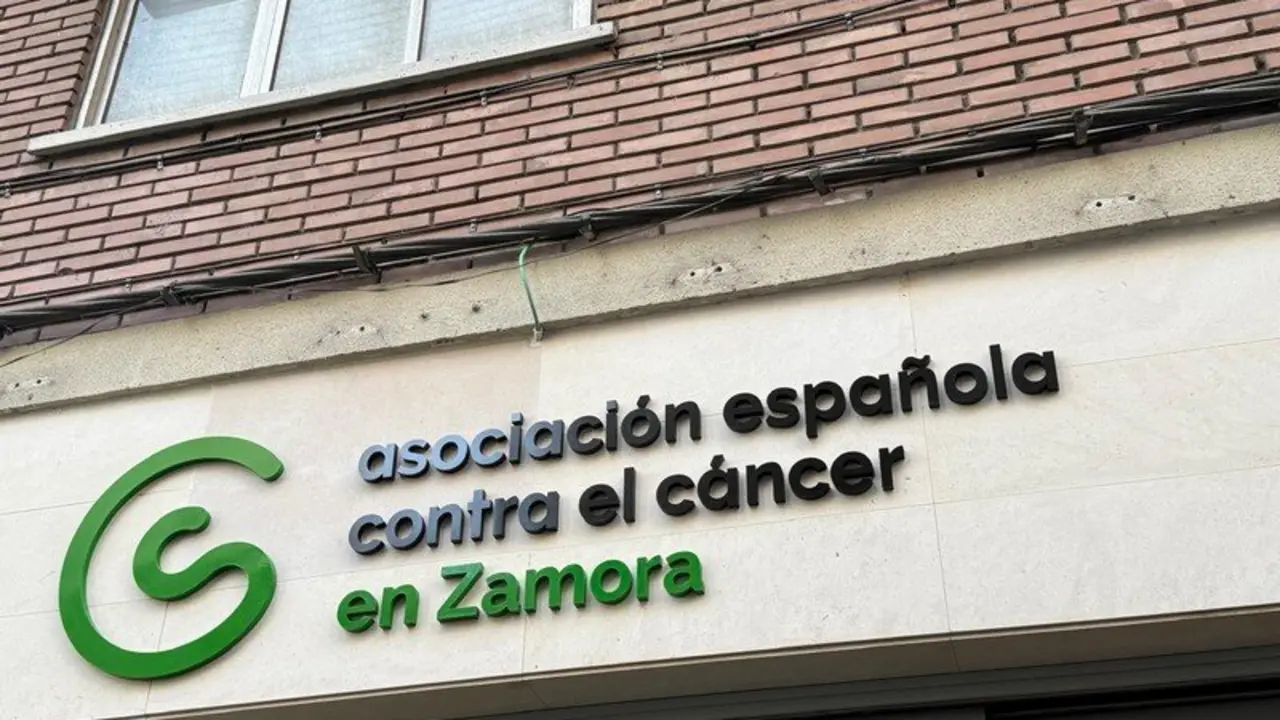 asociación española
contra el cáncer
en Zamora